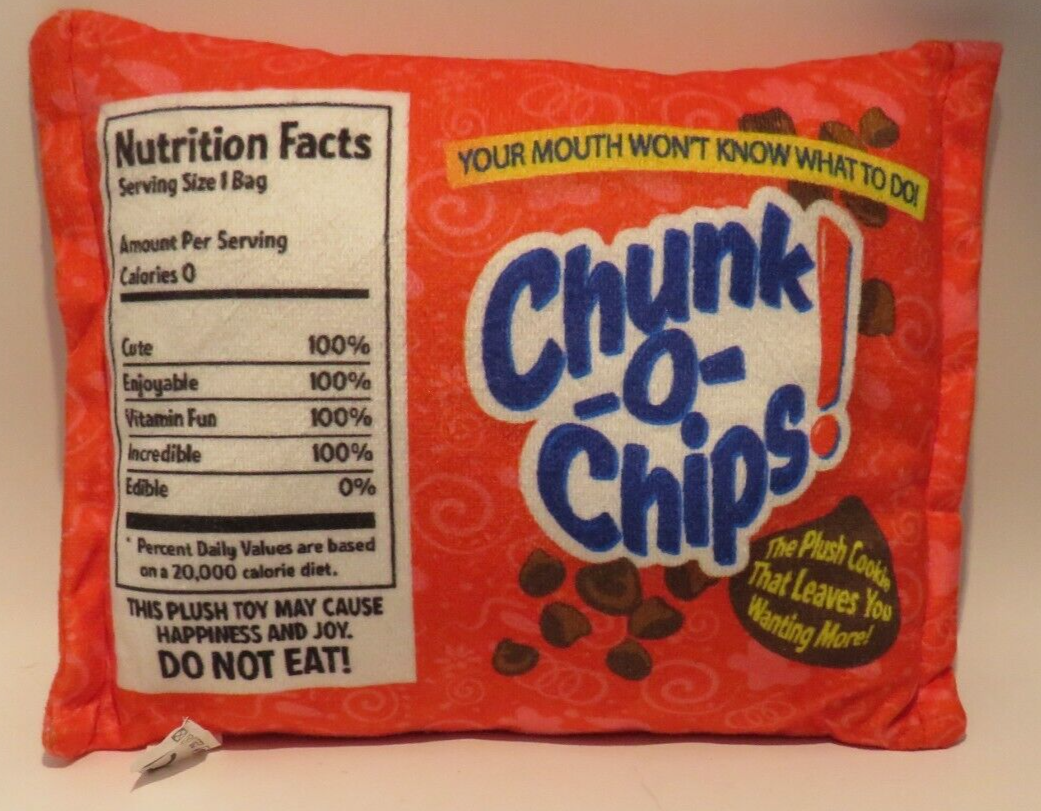 Nutrition Facts
Serving Size 1 Bag
Amount Per Serving
Calories 0
Cute 100%
Enjoyable 100%
Vitamin Fun 100%
Incredible 100%
Edible 0%
* Percent Daily Values are based
on a 20,000 calorie diet.
THIS PLUSH TOY MAY CAUSE
HAPPINESS AND JOY.
DO NOT EAT!
YOUR MOUTH WON'T KNOW WHAT TO DO!
Chunk
-O-
Chips!
The Plush Cookie
That Leaves You
Wanting More!